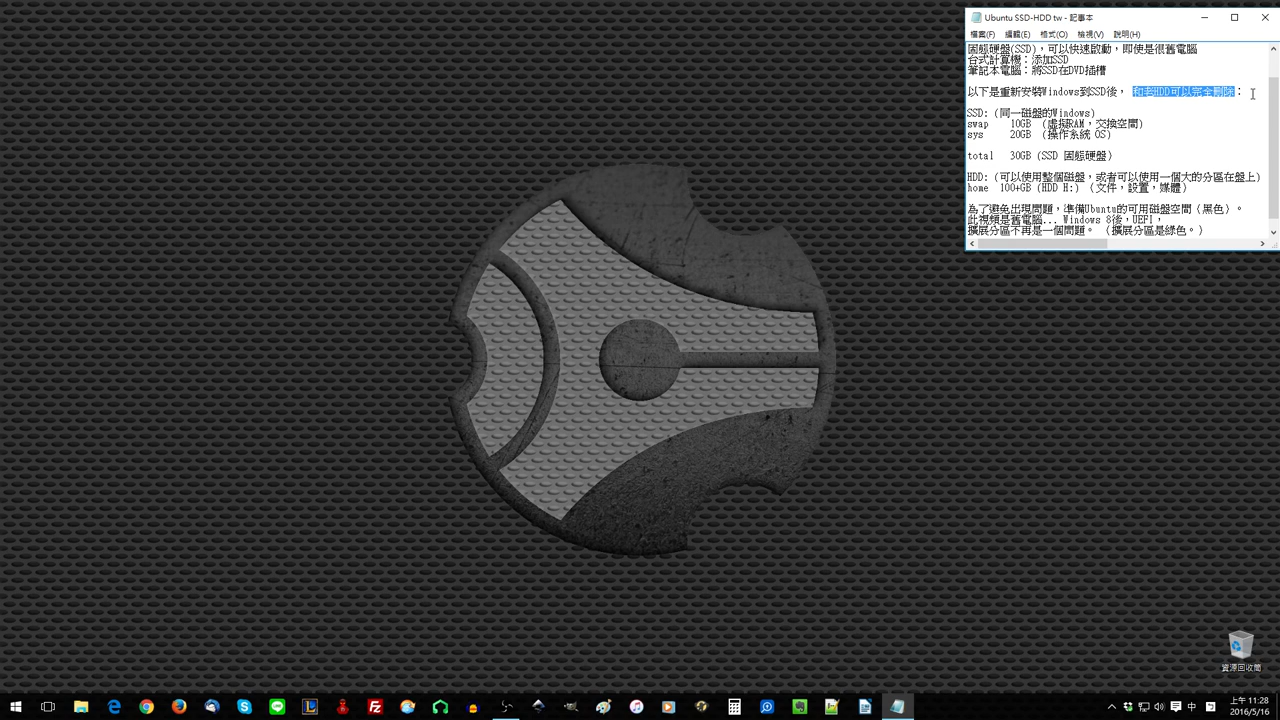 Ubuntu SSD-HDD tw - 記事本
檔案(F) 編輯(E) 格式(O) 檢視(V) 說明(H)
固態硬盤(SSD)，可以快速啟動，即使是很舊電腦
台式計算機：添加SSD
筆記本電腦：將SSD在DVD插槽
以下是重新安裝Windows到SSD後， 和老HDD可以完全刪除：
SSD: (同一磁盤的Windows)
swap 10GB (虛擬RAM，交換空間)
sys 20GB (操作系統 OS)
total 30GB (SSD 固態硬盤)
HDD: (可以使用整個磁盤，或者可以使用一個大的分區在盤上)
home 100+GB (HDD H:) (文件，設置，媒體)
為了避免出現問題，準備Ubuntu的可用磁盤空間（黑色）。
此視頻是舊電腦... Windows 8後，UEFI，
擴展分區不再是一個問題。 （擴展分區是綠色。）
資源回收筒
中
上午 11:28
2016/5/16